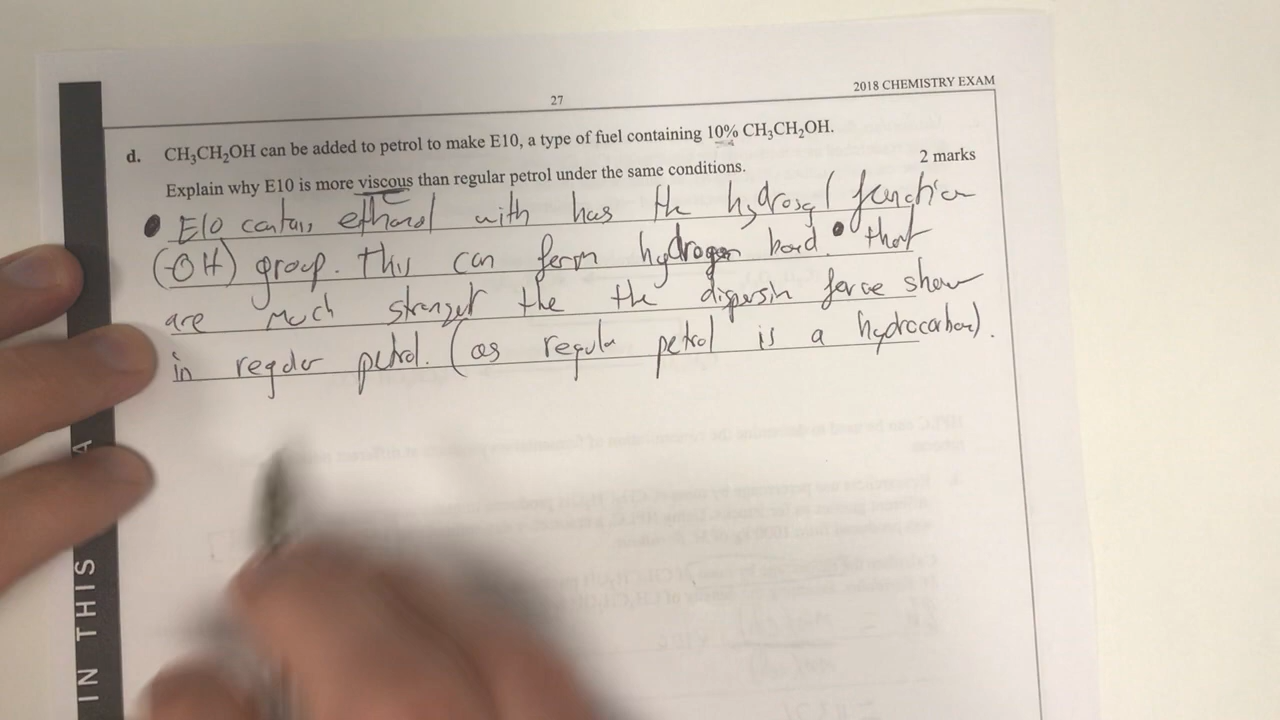 27
2018 CHEMISTRY EXAM
d. CH₃CH₂OH can be added to petrol to make E10, a type of fuel containing 10% CH₃CH₂OH.
Explain why E10 is more viscous than regular petrol under the same conditions.
2 marks
• E10 contains ethanol with has the hydroxyl function
(-OH) group. This can form hydrogen bond • that
are much stronger the the dispersin force show
in regular petrol. (as regular petrol is a hydrocarbon).
IN THIS A